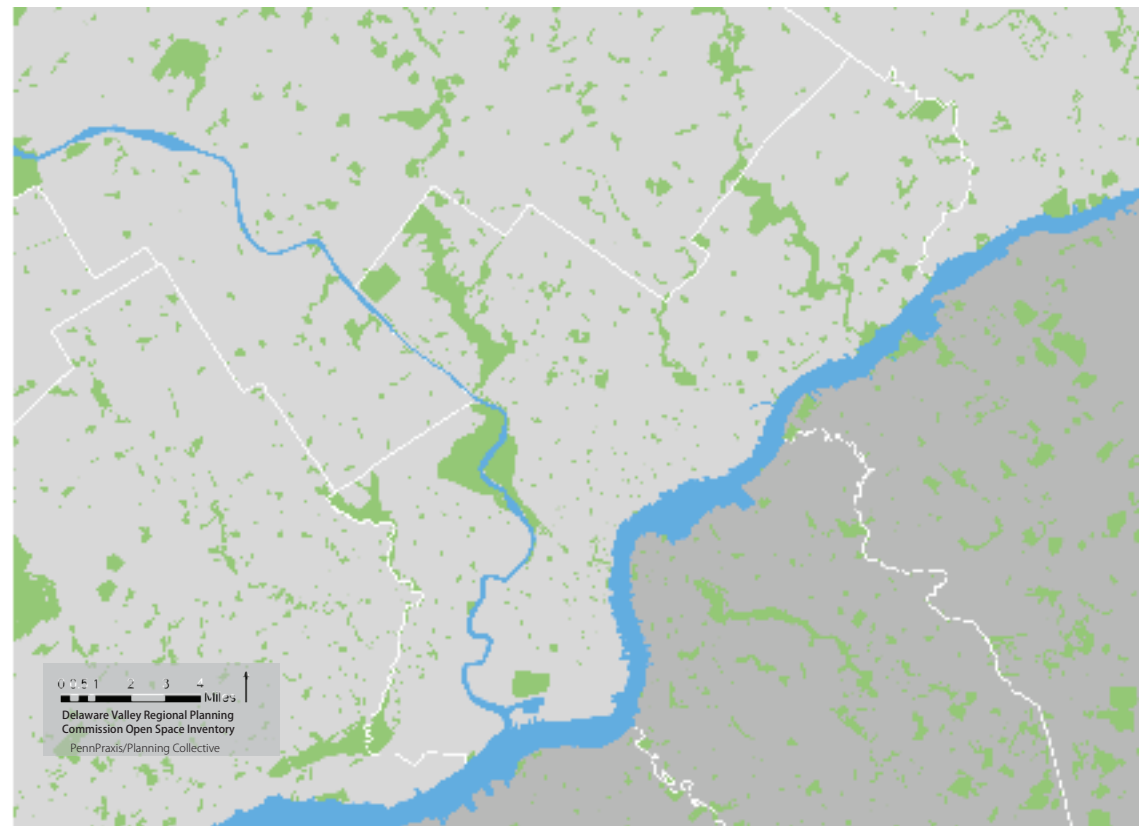 0 0.5 1 2 3 4 Miles
Delaware Valley Regional Planning
Commission Open Space Inventory
PennPraxis/Planning Collective